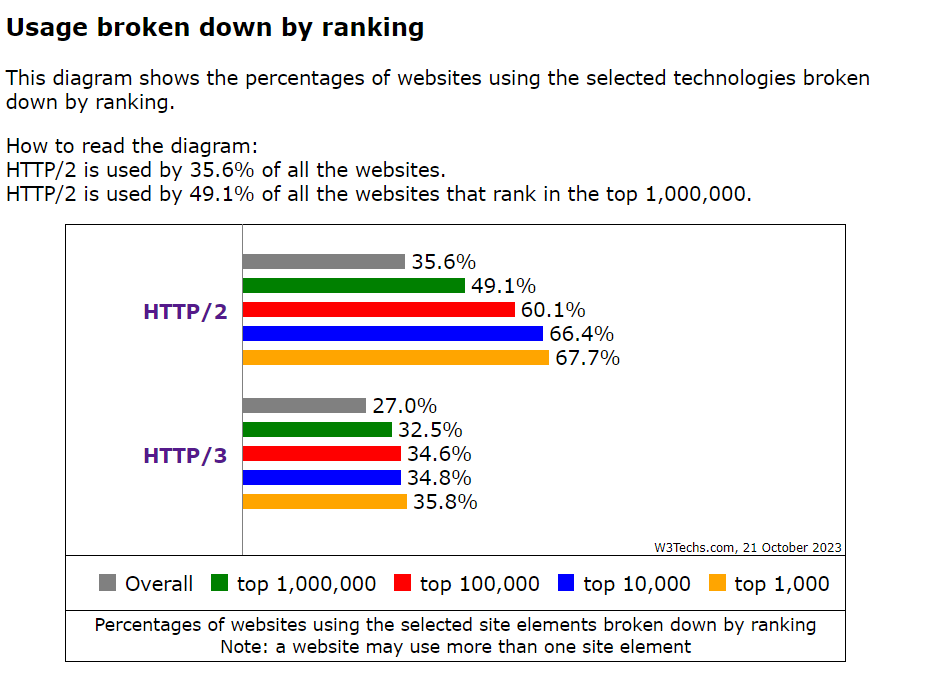 Usage broken down by ranking
This diagram shows the percentages of websites using the selected technologies broken
down by ranking.
How to read the diagram:
HTTP/2 is used by 35.6% of all the websites.
HTTP/2 is used by 49.1% of all the websites that rank in the top 1,000,000.
HTTP/2
35.6%
49.1%
60.1%
66.4%
67.7%
HTTP/3
27.0%
32.5%
34.6%
34.8%
35.8%
W3Techs.com, 21 October 2023
Overall top 1,000,000 top 100,000 top 10,000 top 1,000
Percentages of websites using the selected site elements broken down by ranking
Note: a website may use more than one site element